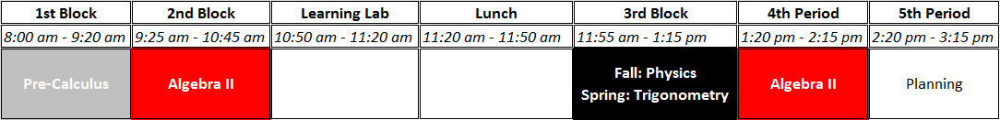 1st Block 2nd Block Learning Lab Lunch 3rd Block 4th Period 5th Period
8:00 am - 9:20 am 9:25 am - 10:45 am 10:50 am - 11:20 am 11:20 am - 11:50 am 11:55 am - 1:15 pm 1:20 pm - 2:15 pm 2:20 pm - 3:15 pm
Pre-Calculus Algebra II Fall: Physics Algebra II Planning
Spring: Trigonometry